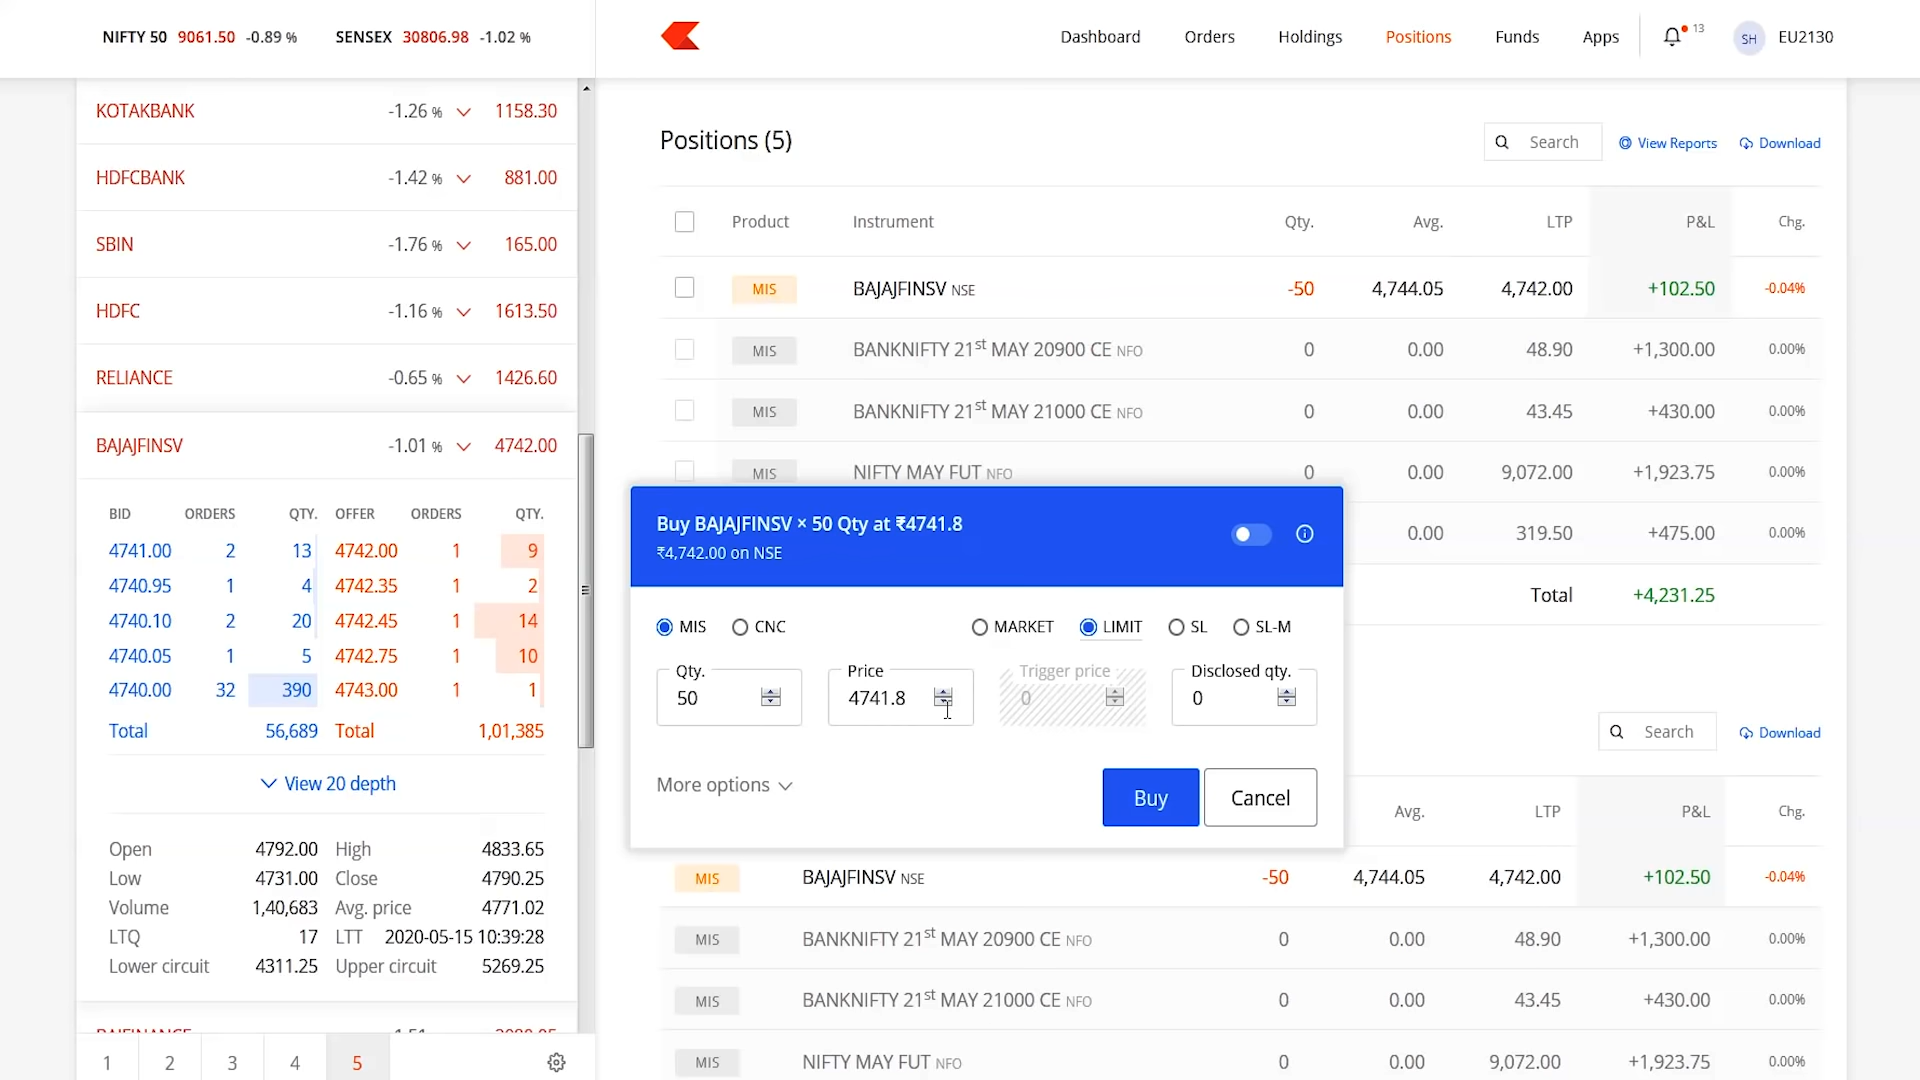 NIFTY 50 9061.50 -0.89 % SENSEX 30806.98 -1.02 %
Dashboard Orders Holdings Positions Funds Apps 13 SH EU2130
KOTAKBANK -1.26 % 1158.30
HDFCBANK -1.42 % 881.00
SBIN -1.76 % 165.00
HDFC -1.16 % 1613.50
RELIANCE -0.65 % 1426.60
BAJAJFINSV -1.01 % 4742.00
BID ORDERS QTY. OFFER ORDERS QTY.
4741.00 2 13 4742.00 1 9
4740.95 1 4 4742.35 1 2
4740.10 2 20 4742.45 1 14
4740.05 1 5 4742.75 1 10
4740.00 32 390 4743.00 1 1
Total 56,689 Total 1,01,385
View 20 depth
Open 4792.00 High 4833.65
Low 4731.00 Close 4790.25
Volume 1,40,683 Avg. price 4771.02
LTQ 17 LTT 2020-05-15 10:39:28
Lower circuit 4311.25 Upper circuit 5269.25
1 2 3 4 5
Positions (5) Search View Reports Download
Product Instrument Qty. Avg. LTP P&L Chg.
MIS BAJAJFINSV NSE -50 4,744.05 4,742.00 +102.50 -0.04%
MIS BANKNIFTY 21st MAY 20900 CE NFO 0 0.00 48.90 +1,300.00 0.00%
MIS BANKNIFTY 21st MAY 21000 CE NFO 0 0.00 43.45 +430.00 0.00%
MIS NIFTY MAY FUT NFO 0 0.00 9,072.00 +1,923.75 0.00%
0.00 319.50 +475.00 0.00%
Total +4,231.25
Buy BAJAJFINSV × 50 Qty at ₹4741.8
₹4,742.00 on NSE
MIS CNC MARKET LIMIT SL SL-M
Qty. Price Trigger price Disclosed qty.
50 4741.8 0 0
More options Buy Cancel
Search Download
Avg. LTP P&L Chg.
MIS BAJAJFINSV NSE -50 4,744.05 4,742.00 +102.50 -0.04%
MIS BANKNIFTY 21st MAY 20900 CE NFO 0 0.00 48.90 +1,300.00 0.00%
MIS BANKNIFTY 21st MAY 21000 CE NFO 0 0.00 43.45 +430.00 0.00%
MIS NIFTY MAY FUT NFO 0 0.00 9,072.00 +1,923.75 0.00%